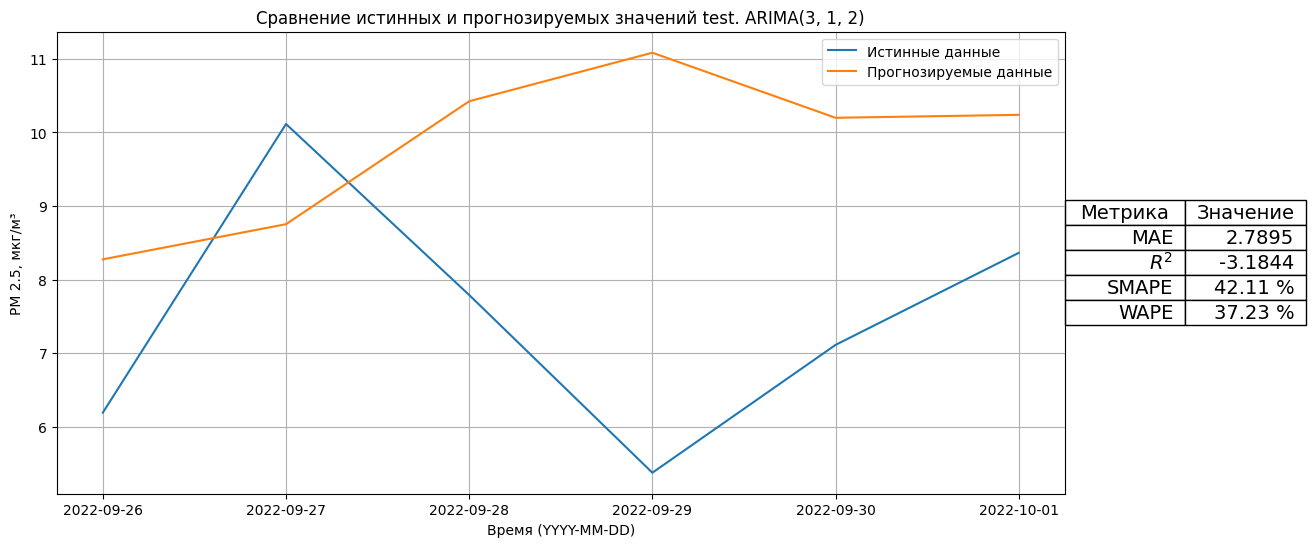 Сравнение истинных и прогнозируемых значений test. ARIMA(3, 1, 2)
Истинные данные
Прогнозируемые данные
PM 2.5, мкг/м³
11
10
9
8
7
6
2022-09-26 2022-09-27 2022-09-28 2022-09-29 2022-09-30 2022-10-01
Время (YYYY-MM-DD)
Метрика Значение
MAE 2.7895
R² -3.1844
SMAPE 42.11 %
WAPE 37.23 %